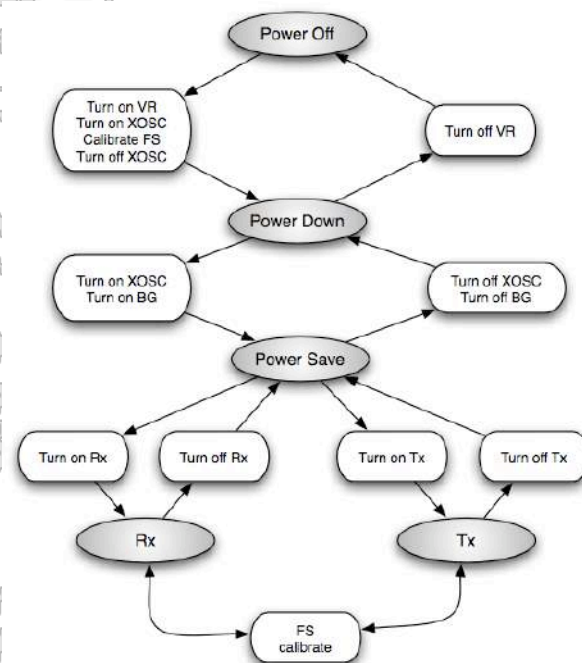 Power Off
Turn on VR
Turn on XOSC
Calibrate FS
Turn off XOSC
Turn off VR
Power Down
Turn on XOSC
Turn on BG
Turn off XOSC
Turn off BG
Power Save
Turn on Rx
Turn off Rx
Turn on Tx
Turn off Tx
Rx
Tx
FS
calibrate